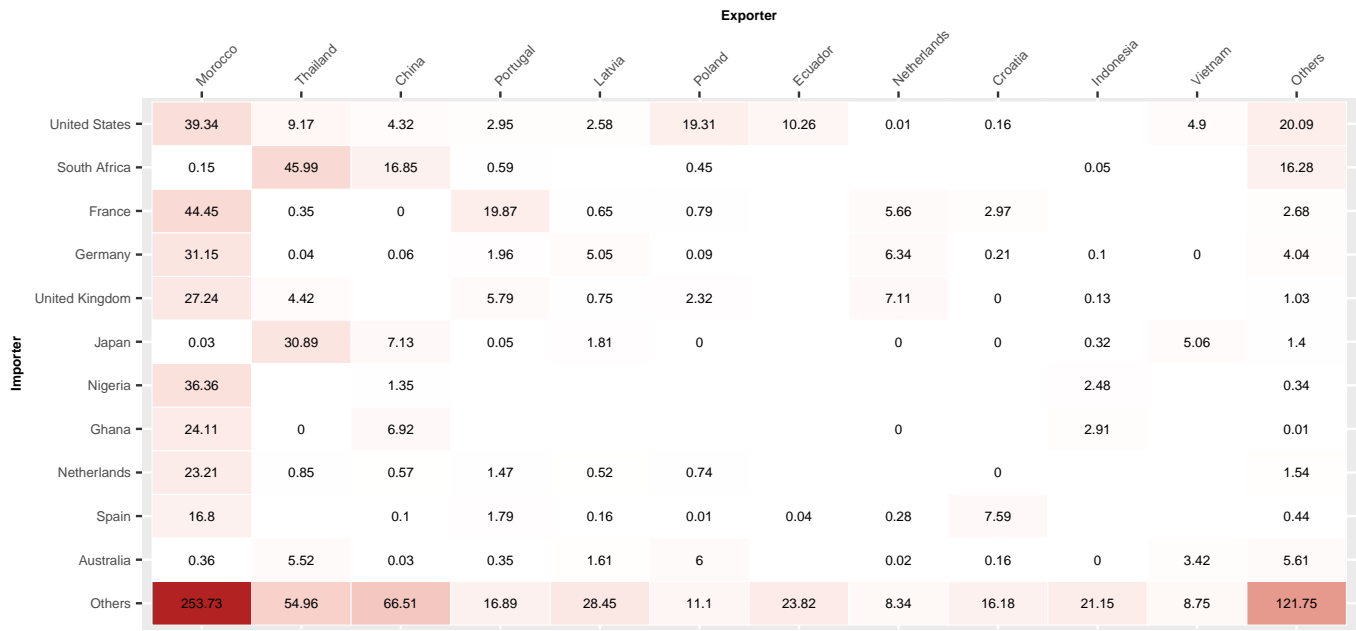 Exporter
Morocco Thailand China Portugal Latvia Poland Ecuador Netherlands Croatia Indonesia Vietnam Others
Importer
United States 39.34 9.17 4.32 2.95 2.58 19.31 10.26 0.01 0.16 4.9 20.09
South Africa 0.15 45.99 16.85 0.59 0.45 0.05 16.28
France 44.45 0.35 0 19.87 0.65 0.79 5.66 2.97 2.68
Germany 31.15 0.04 0.06 1.96 5.05 0.09 6.34 0.21 0.1 0 4.04
United Kingdom 27.24 4.42 5.79 0.75 2.32 7.11 0 0.13 1.03
Japan 0.03 30.89 7.13 0.05 1.81 0 0 0 0.32 5.06 1.4
Nigeria 36.36 1.35 2.48 0.34
Ghana 24.11 0 6.92 0 2.91 0.01
Netherlands 23.21 0.85 0.57 1.47 0.52 0.74 0 1.54
Spain 16.8 0.1 1.79 0.16 0.01 0.04 0.28 7.59 0.44
Australia 0.36 5.52 0.03 0.35 1.61 6 0.02 0.16 0 3.42 5.61
Others 253.73 54.96 66.51 16.89 28.45 11.1 23.82 8.34 16.18 21.15 8.75 121.75